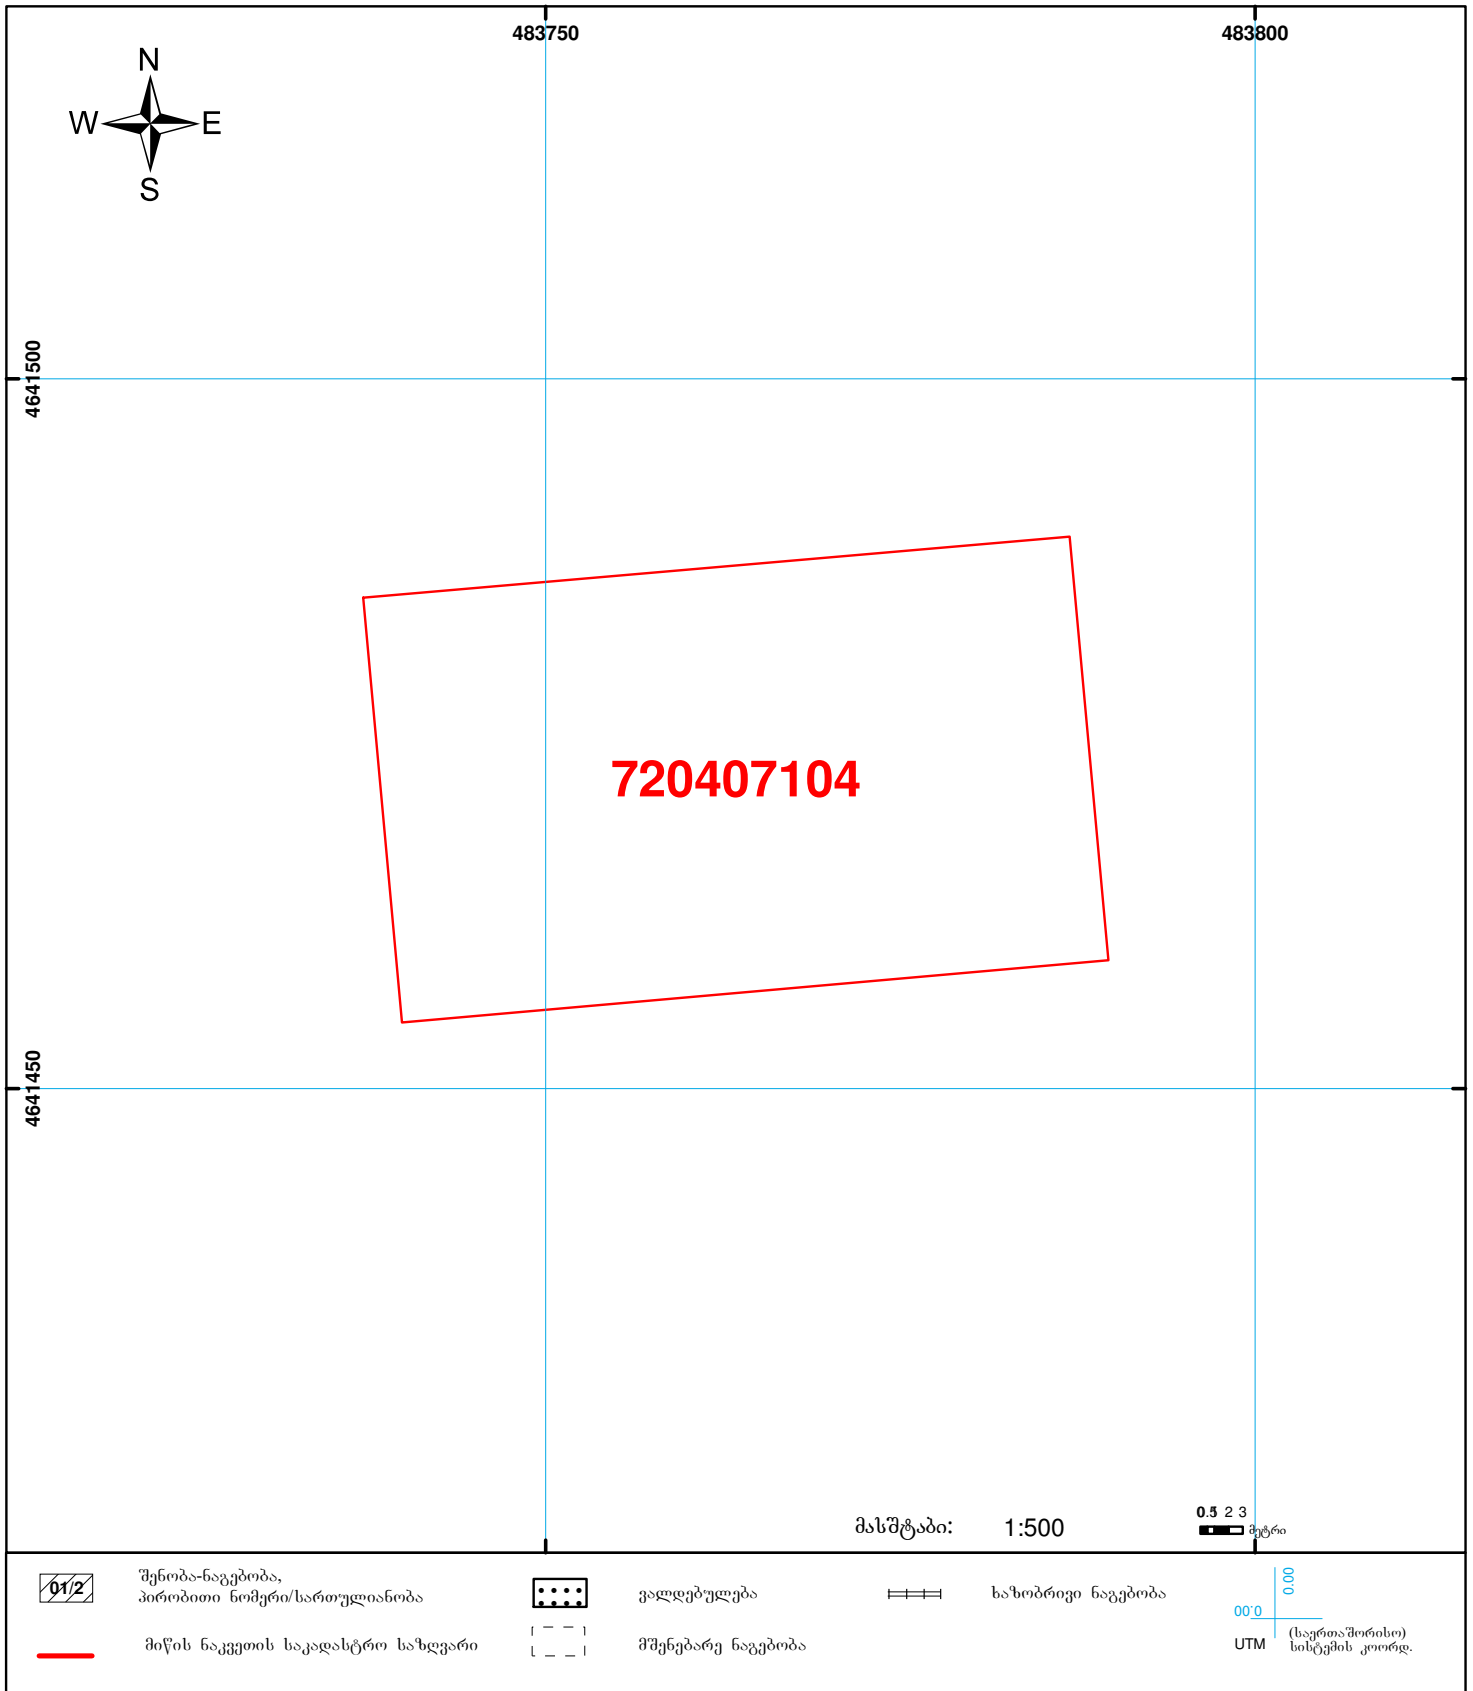 483750 483800
N
W E
S
4641500
720407104
4641450
მასშტაბი: 1:500
0.5 1 2 3
მეტრი
01/2
შენობა-ნაგებობა,
პირობითი ნომერი/სართულიანობა
ვალდებულება
ხაზობრივი ნაგებობა
მიწის ნაკვეთის საკადასტრო საზღვარი
მშენებარე ნაგებობა
00'0
00'0
UTM
(საერთაშორისო)
სისტემის კოორდ.